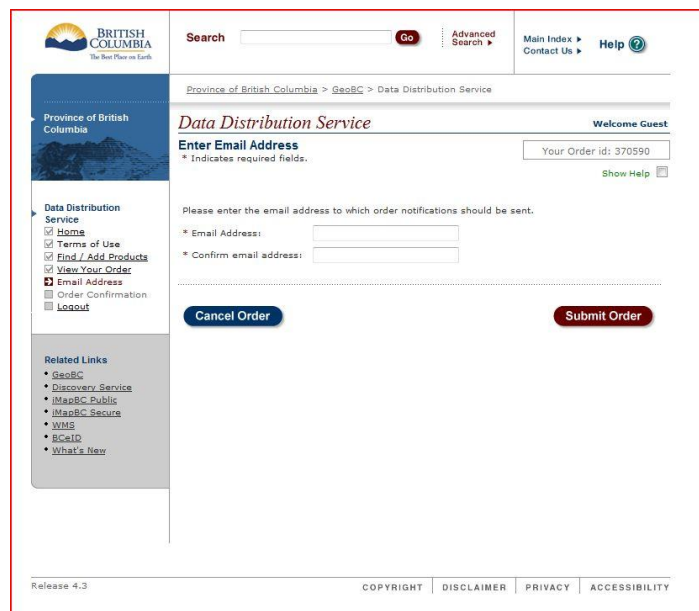 BRITISH
COLUMBIA
The Best Place on Earth
Search
Go
Advanced
Search
Main Index
Contact Us
Help ?
Province of British Columbia > GeoBC > Data Distribution Service
Province of British
Columbia
Data Distribution Service
Welcome Guest
Enter Email Address
* Indicates required fields.
Your Order id: 370590
Show Help
Data Distribution
Service
Home
Terms of Use
Find / Add Products
View Your Order
Email Address
Order Confirmation
Logout
Please enter the email address to which order notifications should be sent.
* Email Address:
* Confirm email address:
Cancel Order
Submit Order
Related Links
• GeoBC
• Discovery Service
• iMapBC Public
• iMapBC Secure
• WMS
• BCeID
• What's New
Release 4.3
COPYRIGHT | DISCLAIMER | PRIVACY | ACCESSIBILITY